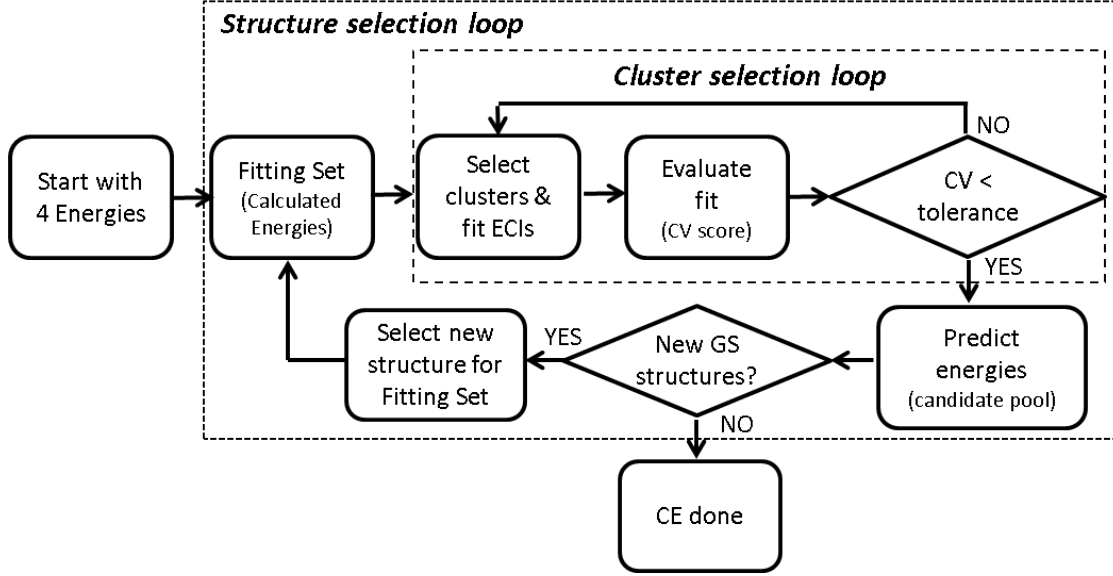 Structure selection loop
Cluster selection loop
NO
Start with
4 Energies
Fitting Set
(Calculated
Energies)
Select
clusters &
fit ECIs
Evaluate
fit
(CV score)
CV <
tolerance
YES
Select new
structure for
Fitting Set
YES
New GS
structures?
Predict
energies
(candidate pool)
NO
CE done